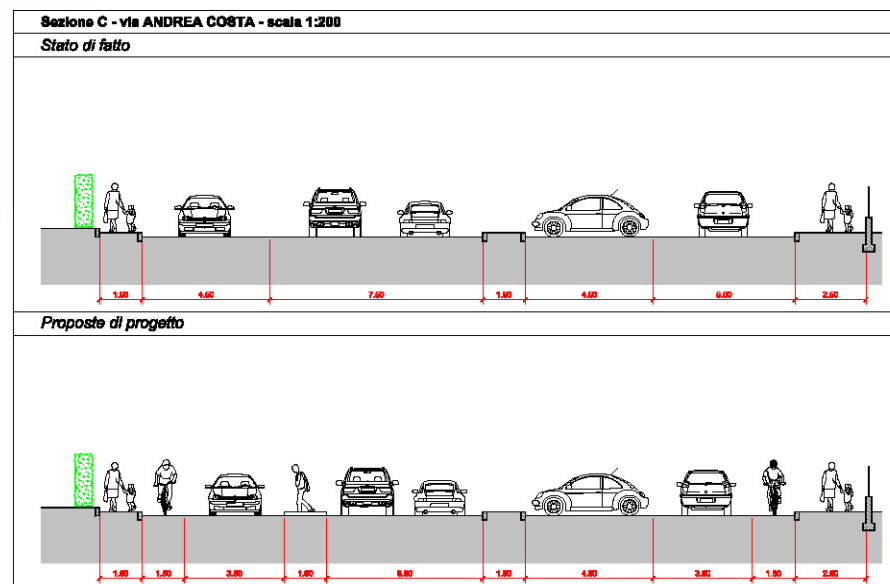 Sezione C - via ANDREA COSTA - scala 1:200
Stato di fatto
1.50 4.50 7.50 1.50 4.50 5.00 2.50
Proposte di progetto
1.50 1.50 3.50 1.50 5.50 1.50 4.50 3.50 1.50 2.50